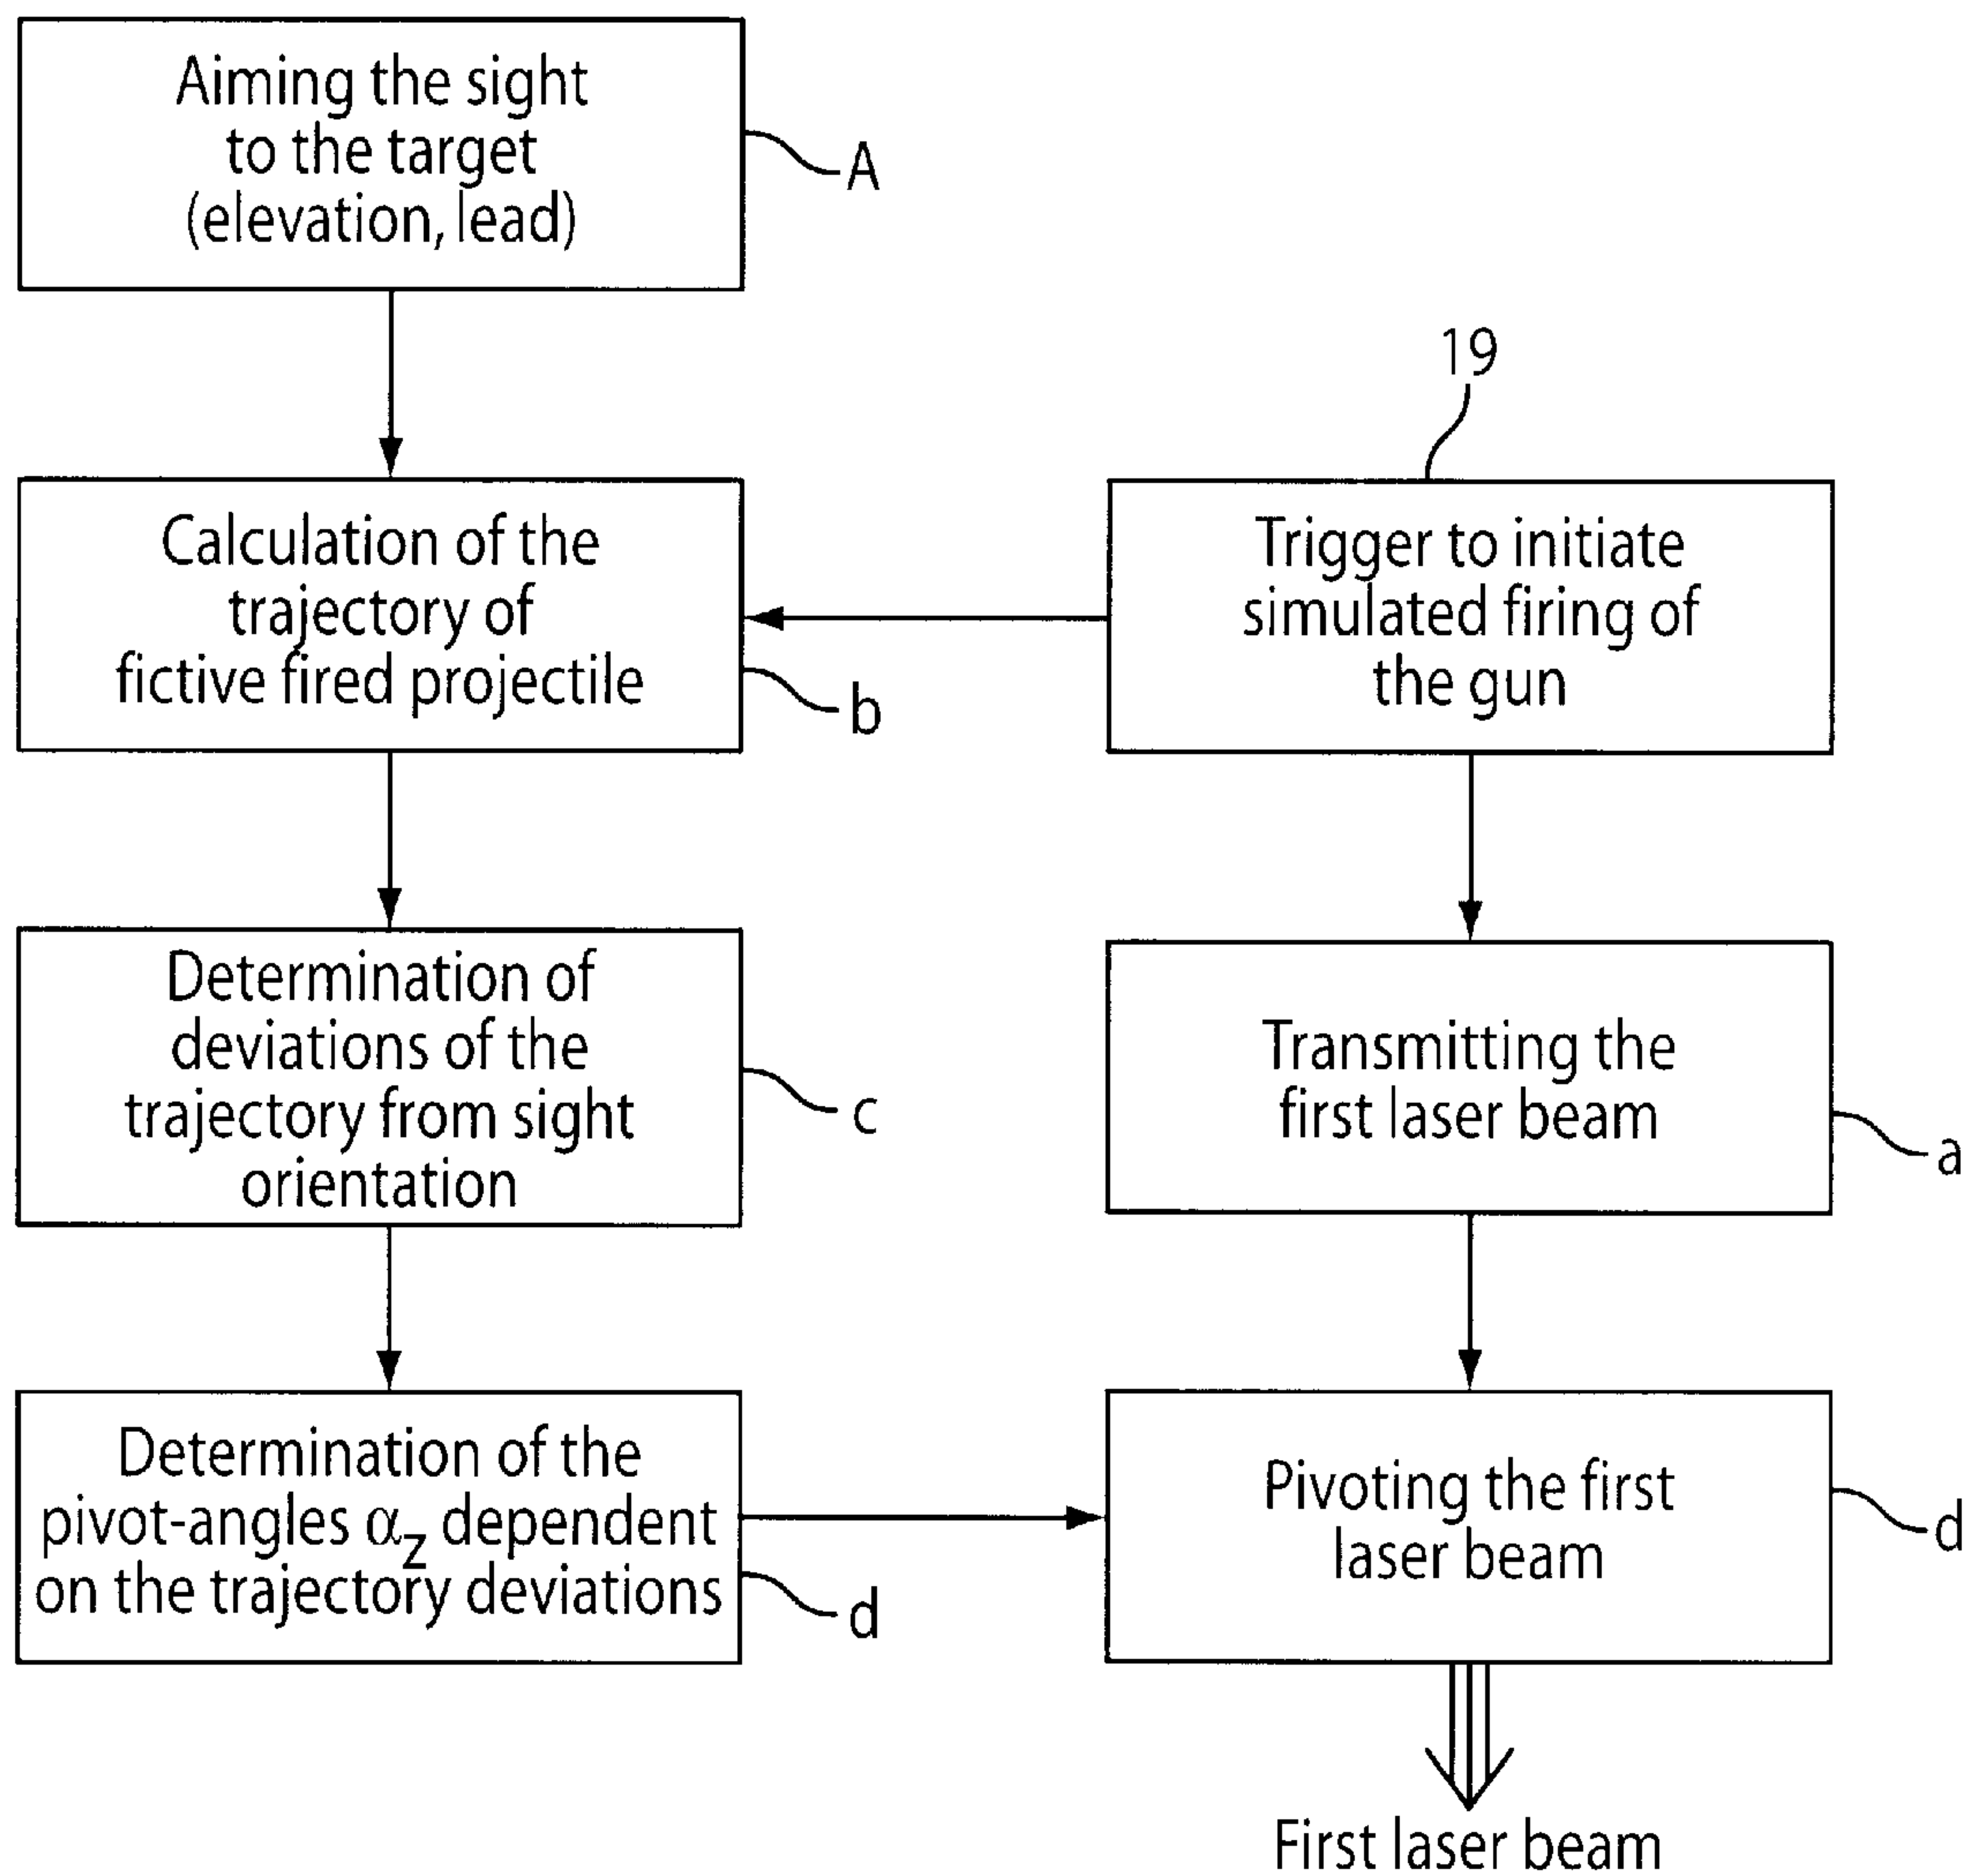 Aiming the sight
to the target
(elevation, lead)
A
19
Calculation of the
trajectory of
fictive fired projectile
b
Trigger to initiate
simulated firing of
the gun
Determination of
deviations of the
trajectory from sight
orientation
c
Transmitting the
first laser beam
a
Determination of the
pivot-angles αz dependent
on the trajectory deviations
d
Pivoting the first
laser beam
d
First laser beam